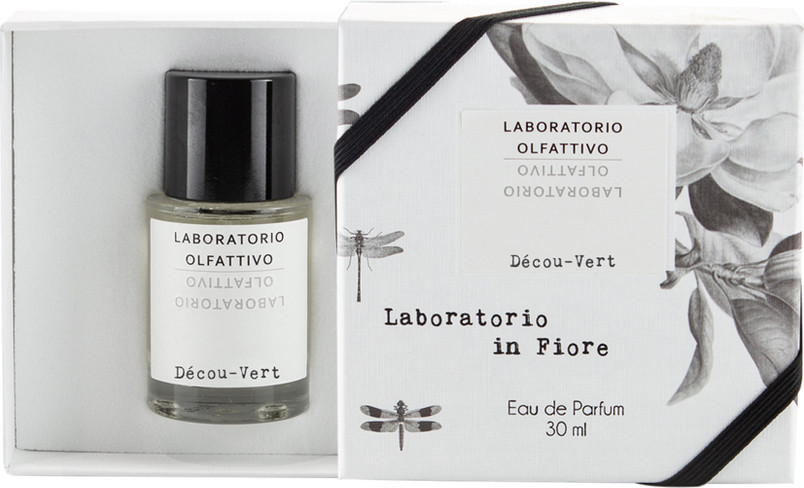 LABORATORIO
OLFATTIVO
OLFATTIVO
LABORATORIO
Décou-Vert
LABORATORIO
OLFATTIVO
OLFATTIVO
LABORATORIO
Décou-Vert
Laboratorio
in Fiore
Eau de Parfum
30 ml